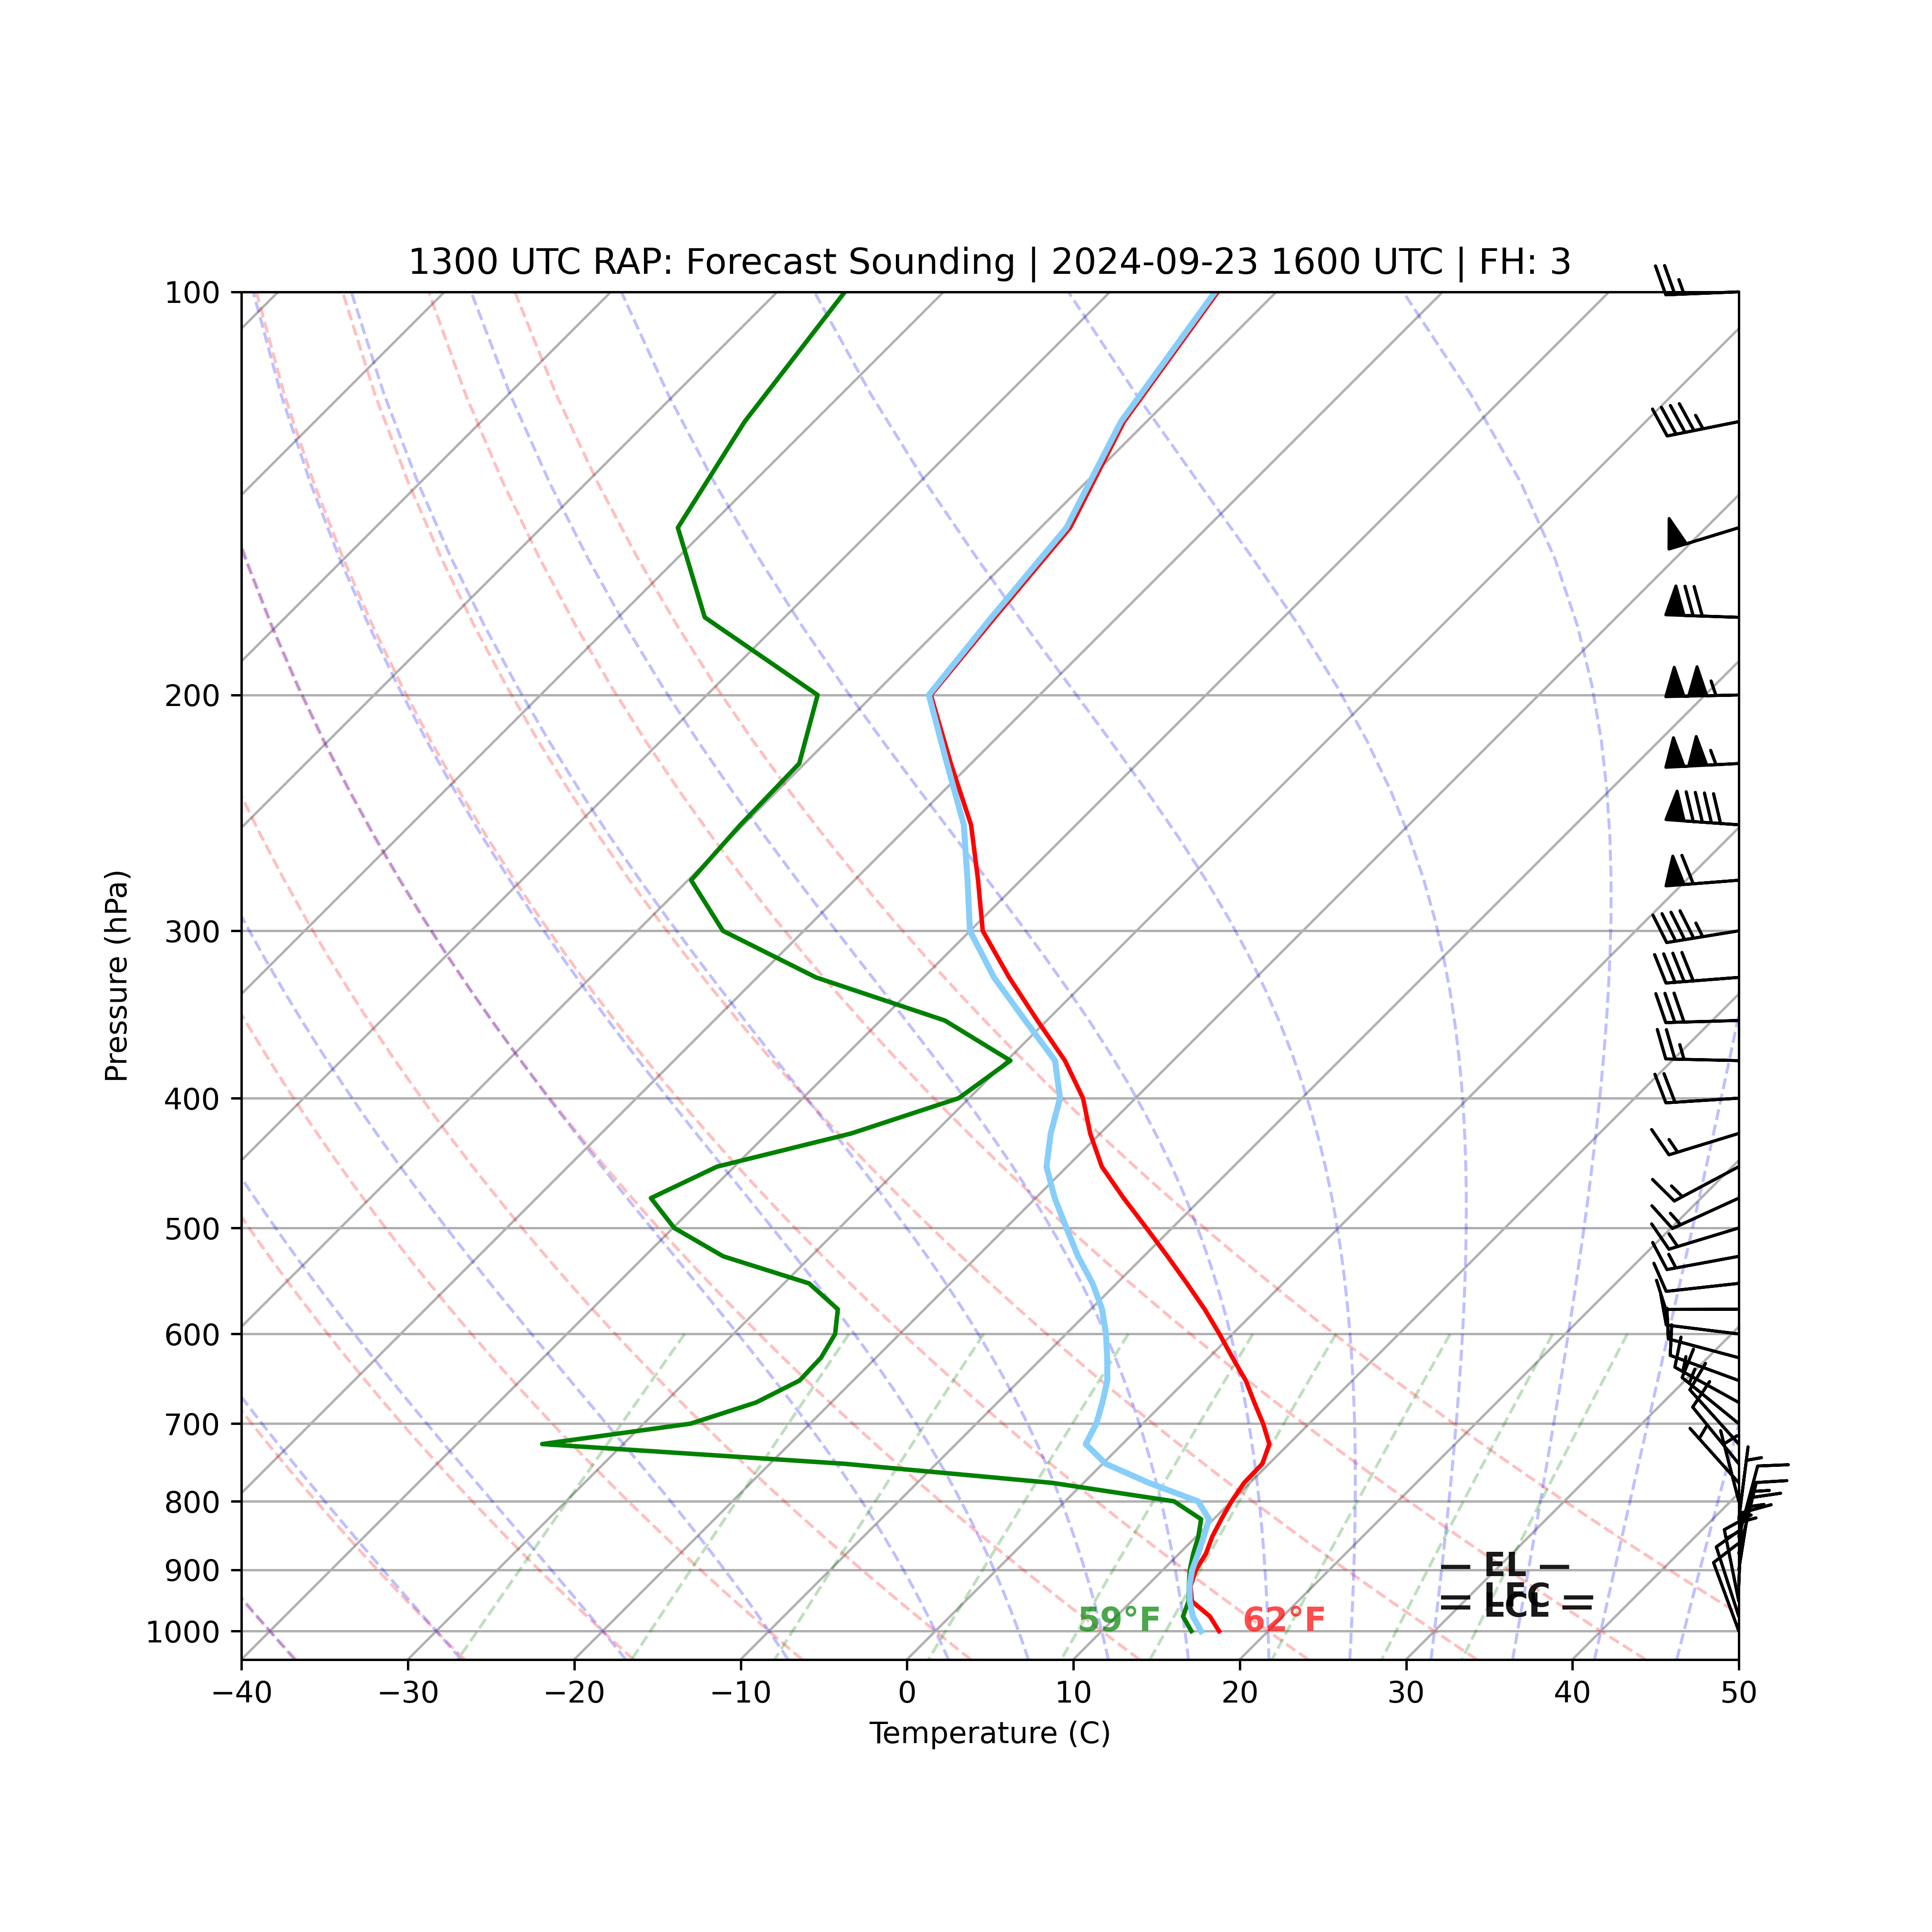 1300 UTC RAP: Forecast Sounding | 2024-09-23 1600 UTC | FH: 3
100
200
300
400
500
600
700
800
900
1000
Pressure (hPa)
— EL —
— LFC —
— LCL —
59°F
62°F
−40 −30 −20 −10 0 10 20 30 40 50
Temperature (C)